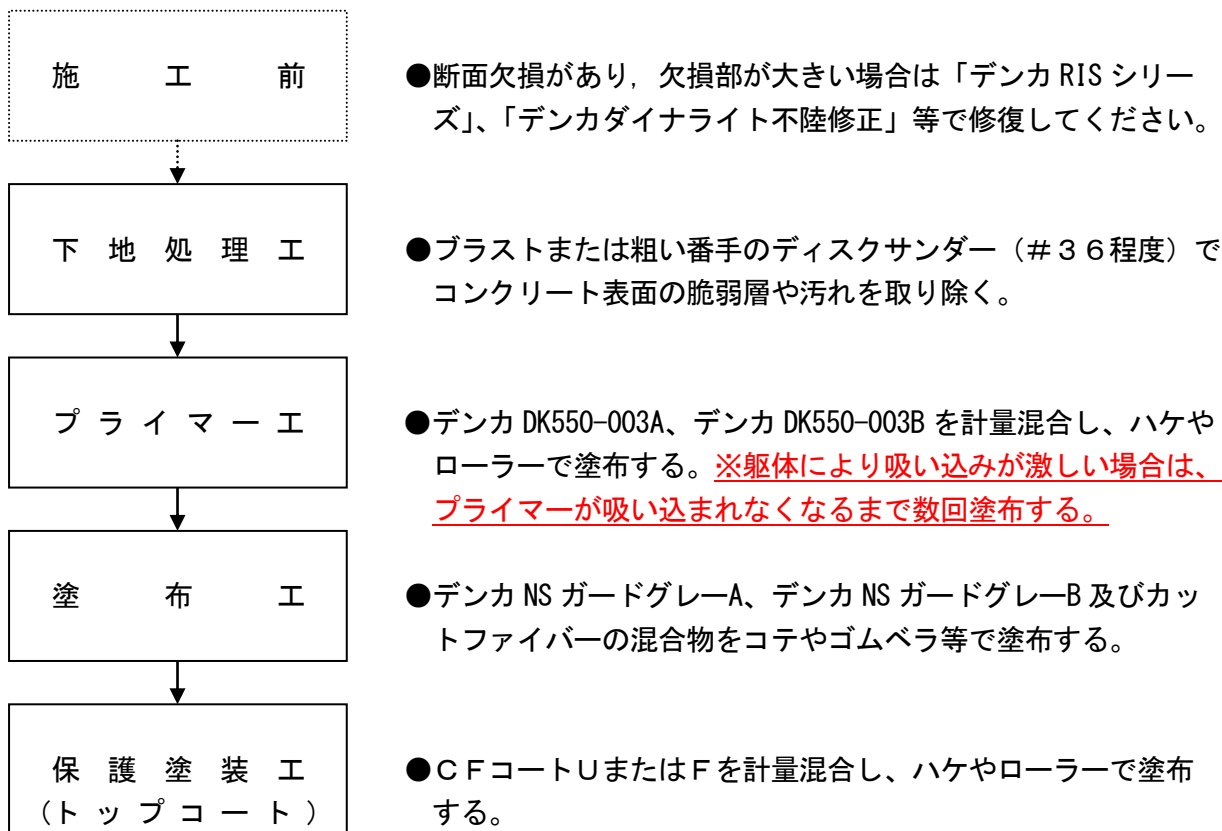 施工前
●断面欠損があり，欠損部が大きい場合は「デンカ RIS シリー
ズ」、「デンカダイナライト不陸修正」等で修復してください。
下地処理工
●ブラストまたは粗い番手のディスクサンダー（＃３６程度）で
コンクリート表面の脆弱層や汚れを取り除く。
プライマー工
●デンカ DK550-003A、デンカ DK550-003B を計量混合し、ハケや
ローラーで塗布する。※躯体により吸い込みが激しい場合は、
プライマーが吸い込まれなくなるまで数回塗布する。
塗布工
●デンカ NS ガードグレーA、デンカ NS ガードグレーB 及びカッ
トファイバーの混合物をコテやゴムベラ等で塗布する。
保護塗装工
（トップコート）
●ＣＦコートＵまたはＦを計量混合し、ハケやローラーで塗布
する。